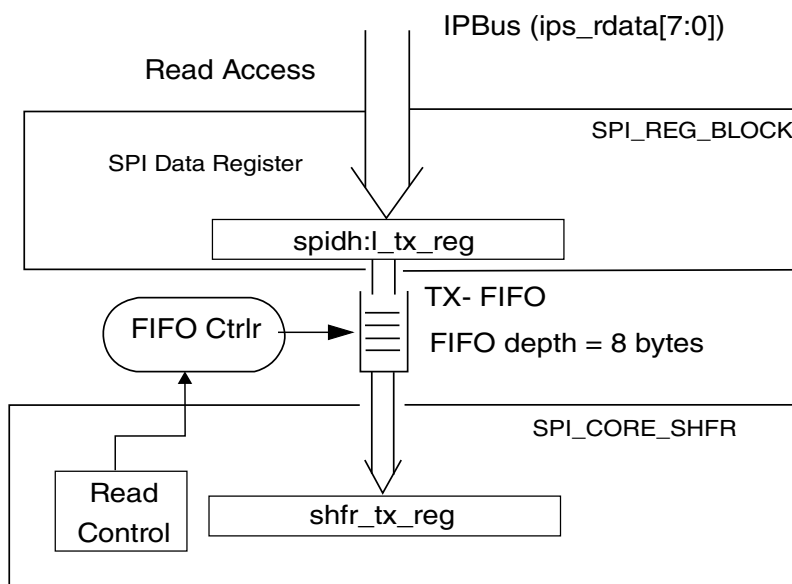 IPBus (ips_rdata[7:0])
Read Access
SPI_REG_BLOCK
SPI Data Register
spidh:l_tx_reg
TX- FIFO
FIFO Ctrlr
FIFO depth = 8 bytes
SPI_CORE_SHFR
Read
Control
shfr_tx_reg